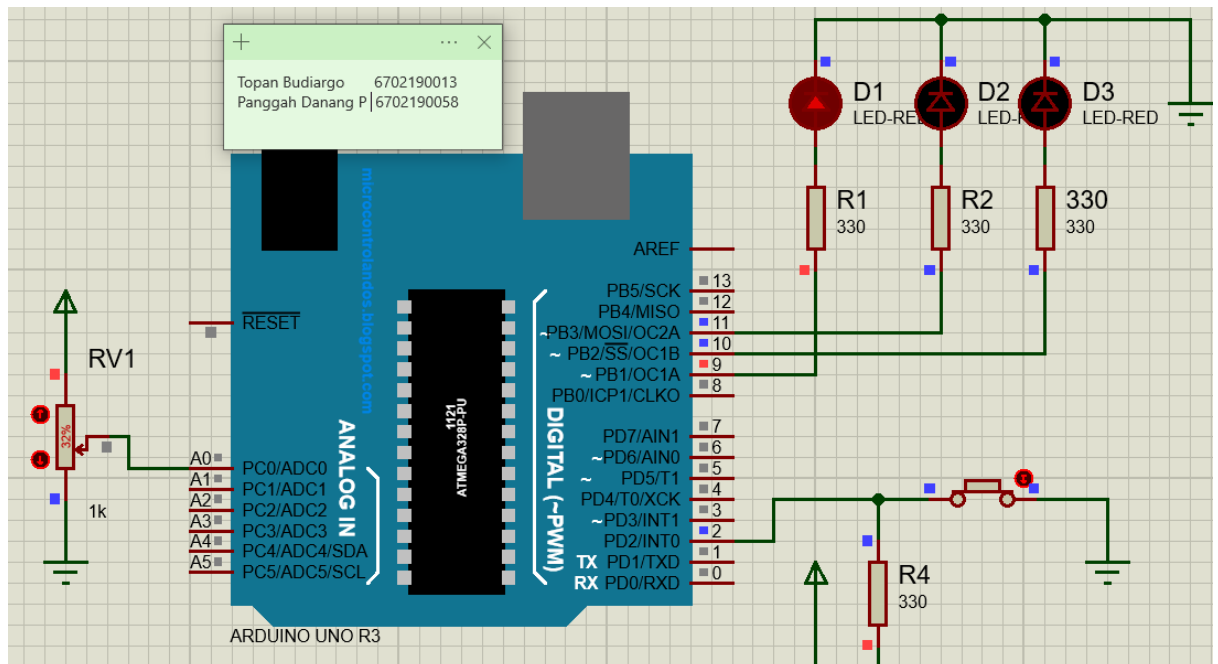 Topan Budiargo 6702190013
Panggah Danang P 6702190058
microcontrolandos.blogspot.com
D1
LED-RED
D2
LED-R
D3
LED-RED
R1
330
R2
330
330
330
AREF
PB5/SCK 13
PB4/MISO 12
~PB3/MOSI/OC2A 11
~ PB2/SS/OC1B 10
~ PB1/OC1A 9
PB0/ICP1/CLKO 8
PD7/AIN1 7
~PD6/AIN0 6
~ PD5/T1 5
PD4/T0/XCK 4
~PD3/INT1 3
PD2/INT0 2
TX PD1/TXD 1
RX PD0/RXD 0
DIGITAL (~PWM)
RESET
RV1
32%
1k
ANALOG IN
A0 PC0/ADC0
A1 PC1/ADC1
A2 PC2/ADC2
A3 PC3/ADC3
A4 PC4/ADC4/SDA
A5 PC5/ADC5/SCL
1121
ATMEGA328P-PU
ARDUINO UNO R3
R4
330